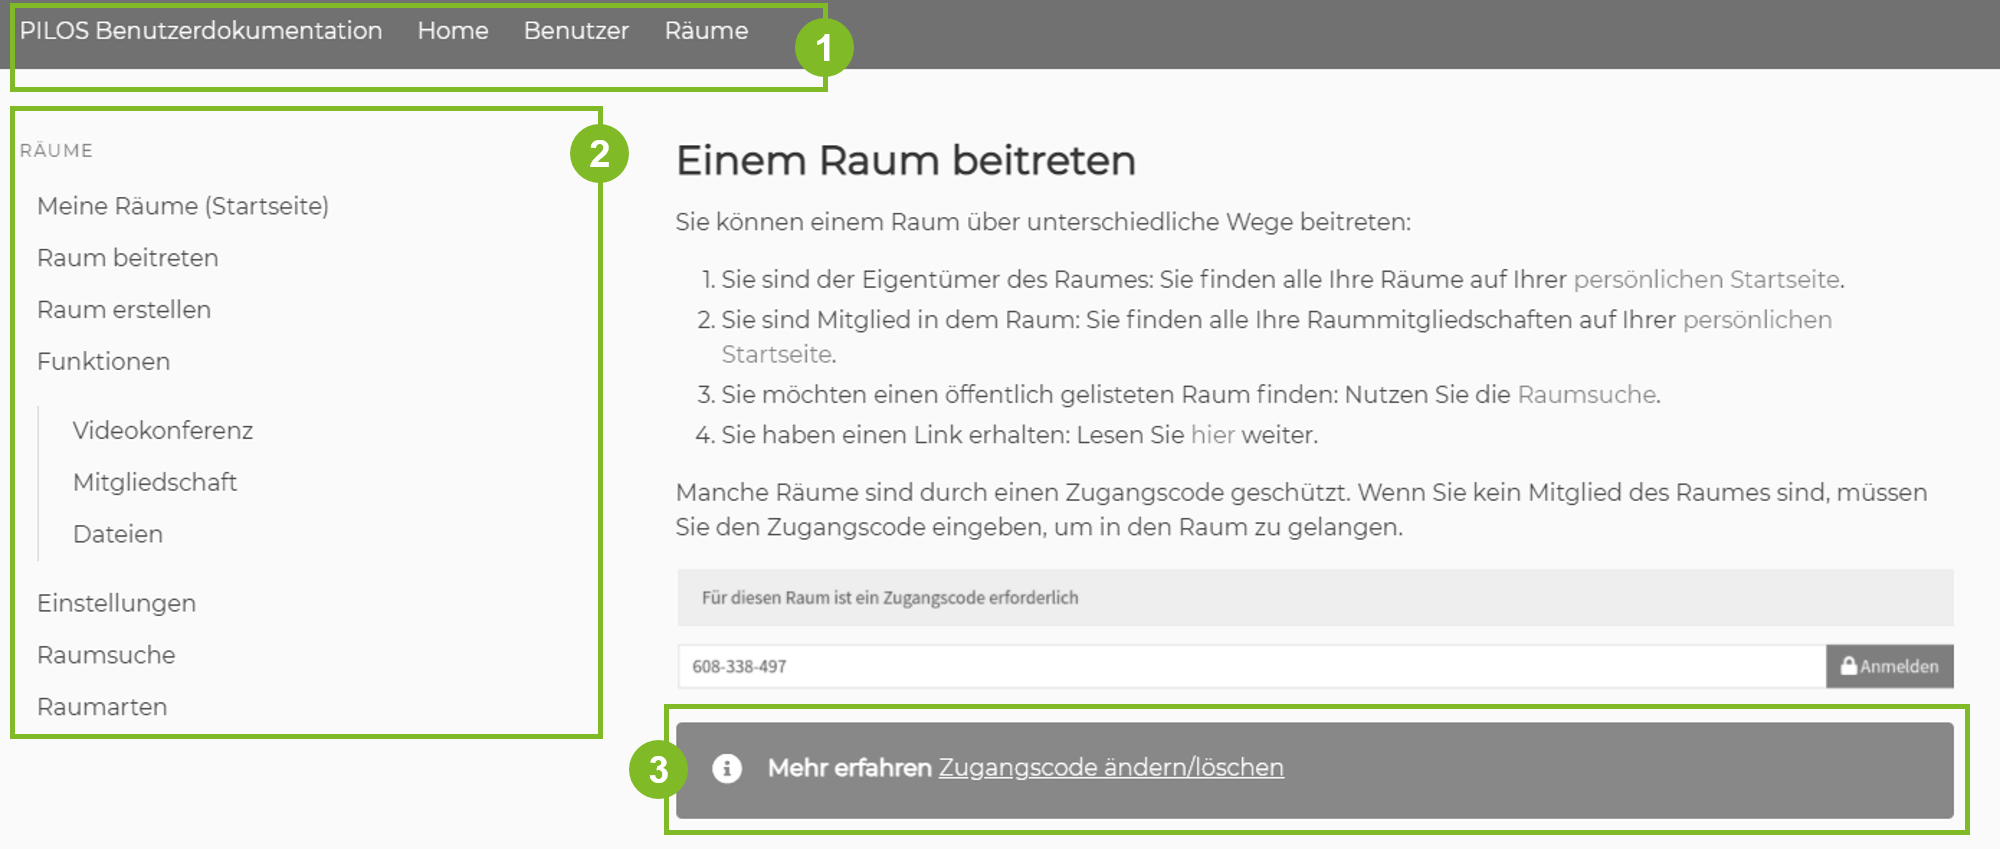 PILOS Benutzerdokumentation Home Benutzer Räume
1
RÄUME
2
Meine Räume (Startseite)
Raum beitreten
Raum erstellen
Funktionen
Videokonferenz
Mitgliedschaft
Dateien
Einstellungen
Raumsuche
Raumarten
Einem Raum beitreten
Sie können einem Raum über unterschiedliche Wege beitreten:
1. Sie sind der Eigentümer des Raumes: Sie finden alle Ihre Räume auf Ihrer persönlichen Startseite.
2. Sie sind Mitglied in dem Raum: Sie finden alle Ihre Raummitgliedschaften auf Ihrer persönlichen
Startseite.
3. Sie möchten einen öffentlich gelisteten Raum finden: Nutzen Sie die Raumsuche.
4. Sie haben einen Link erhalten: Lesen Sie hier weiter.
Manche Räume sind durch einen Zugangscode geschützt. Wenn Sie kein Mitglied des Raumes sind, müssen
Sie den Zugangscode eingeben, um in den Raum zu gelangen.
Für diesen Raum ist ein Zugangscode erforderlich
608-338-497 Anmelden
3
Mehr erfahren Zugangscode ändern/löschen